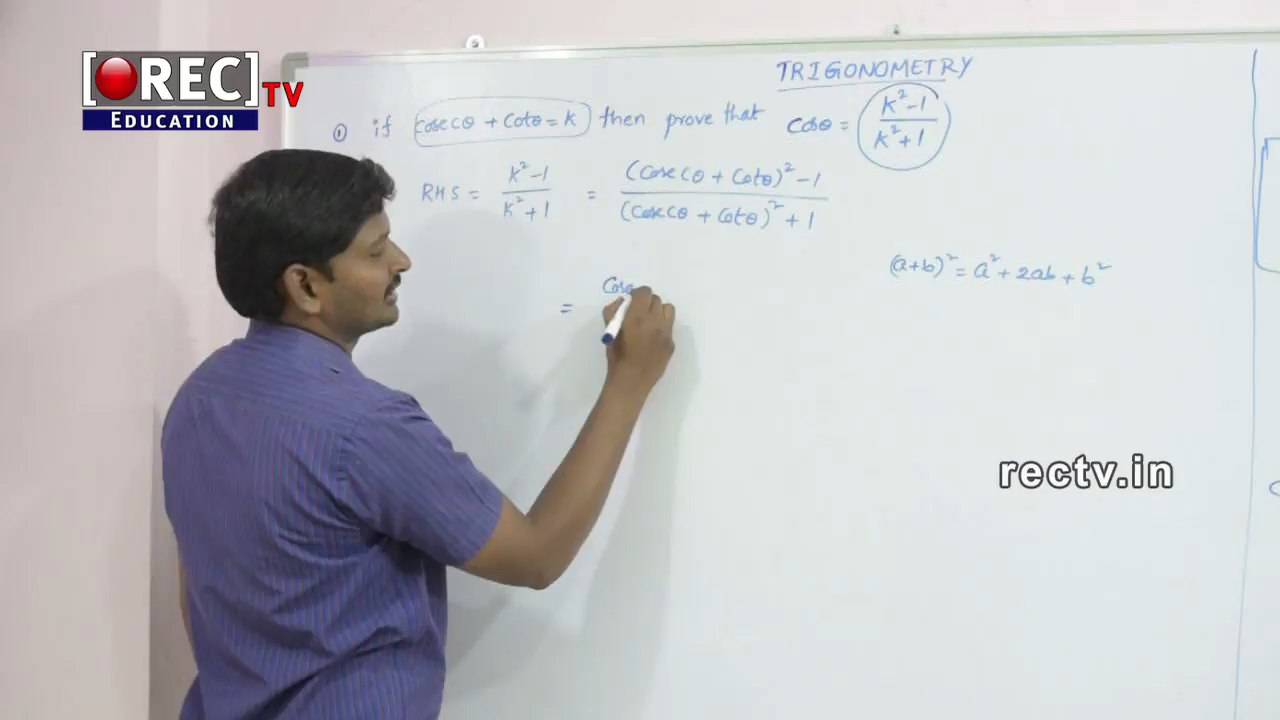 [REC] TV
EDUCATION
TRIGONOMETRY
① if cosecθ + cotθ = k then prove that cosθ = (k² - 1)/(k² + 1)
RHS = (k² - 1)/(k² + 1) = ((cosecθ + cotθ)² - 1)/((cosecθ + cotθ)² + 1)
(a+b)² = a² + 2ab + b²
= Cose
rectv.in